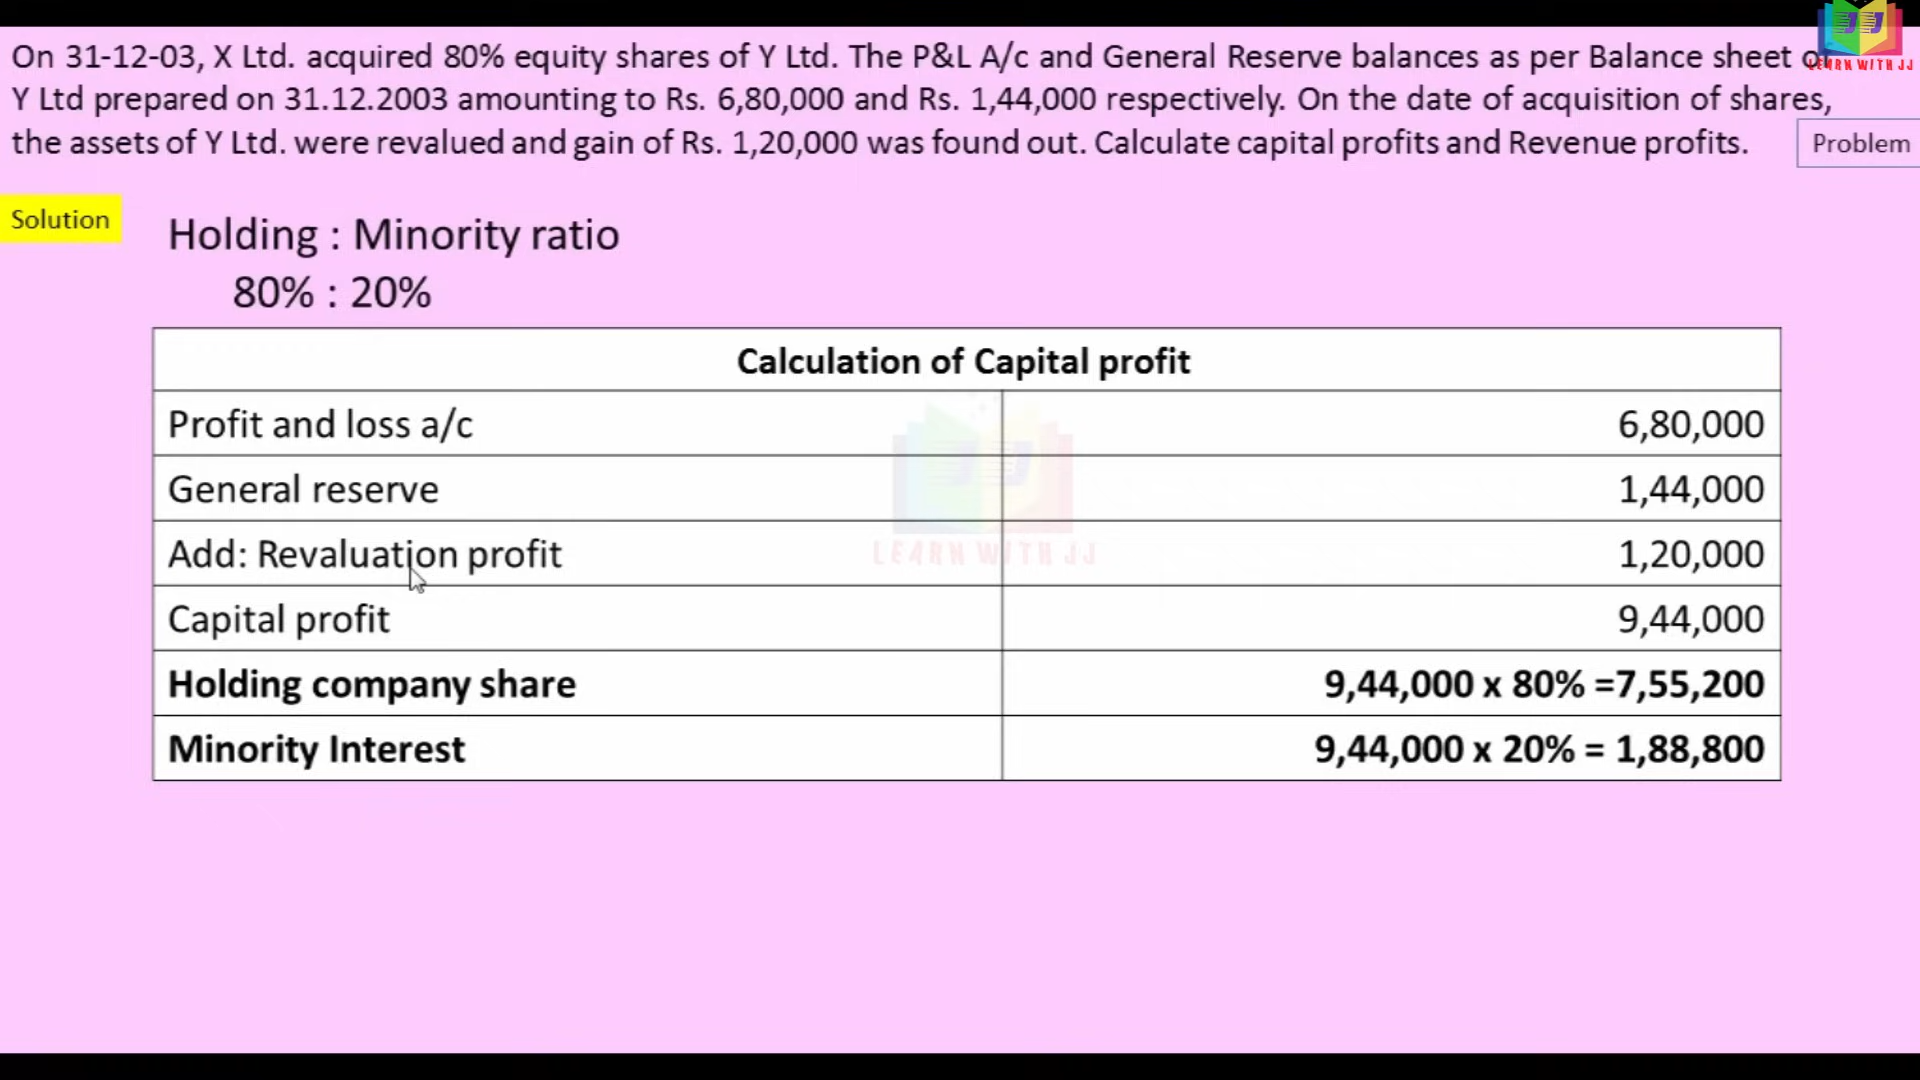 On 31-12-03, X Ltd. acquired 80% equity shares of Y Ltd. The P&L A/c and General Reserve balances as per Balance sheet of
LEARN WITH JJ
Y Ltd prepared on 31.12.2003 amounting to Rs. 6,80,000 and Rs. 1,44,000 respectively. On the date of acquisition of shares,
the assets of Y Ltd. were revalued and gain of Rs. 1,20,000 was found out. Calculate capital profits and Revenue profits.
Problem
Solution
Holding : Minority ratio
80% : 20%
Calculation of Capital profit
Profit and loss a/c 6,80,000
General reserve 1,44,000
Add: Revaluation profit 1,20,000
LEARN WITH JJ
Capital profit 9,44,000
Holding company share 9,44,000 x 80% =7,55,200
Minority Interest 9,44,000 x 20% = 1,88,800